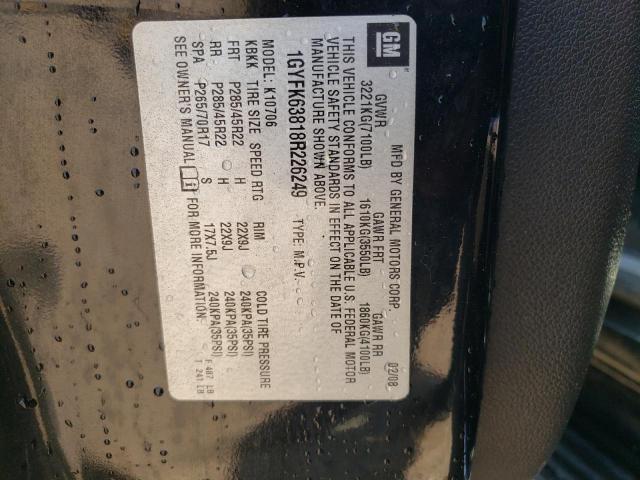 GM
MFD BY GENERAL MOTORS CORP 02/08
GVWR GAWR FRT GAWR RR
3221KG(7100LB) 1610KG(3550LB) 1860KG(4100LB)
THIS VEHICLE CONFORMS TO ALL APPLICABLE U.S. FEDERAL MOTOR
VEHICLE SAFETY STANDARDS IN EFFECT ON THE DATE OF
MANUFACTURE SHOWN ABOVE.
1GYFK63818R226249 TYPE: M.P.V.
MODEL: K10706
KBKK TIRE SIZE SPEED RTG RIM COLD TIRE PRESSURE
FRT P285/45R22 H 22X9J 240KPA(35PSI)
RR P285/45R22 H 22X9J 240KPA(35PSI)
SPA P265/70R17 S 17X7.5J 240KPA(35PSI)
SEE OWNER'S MANUAL FOR MORE INFORMATION.
F 487 LB
T 241 LB